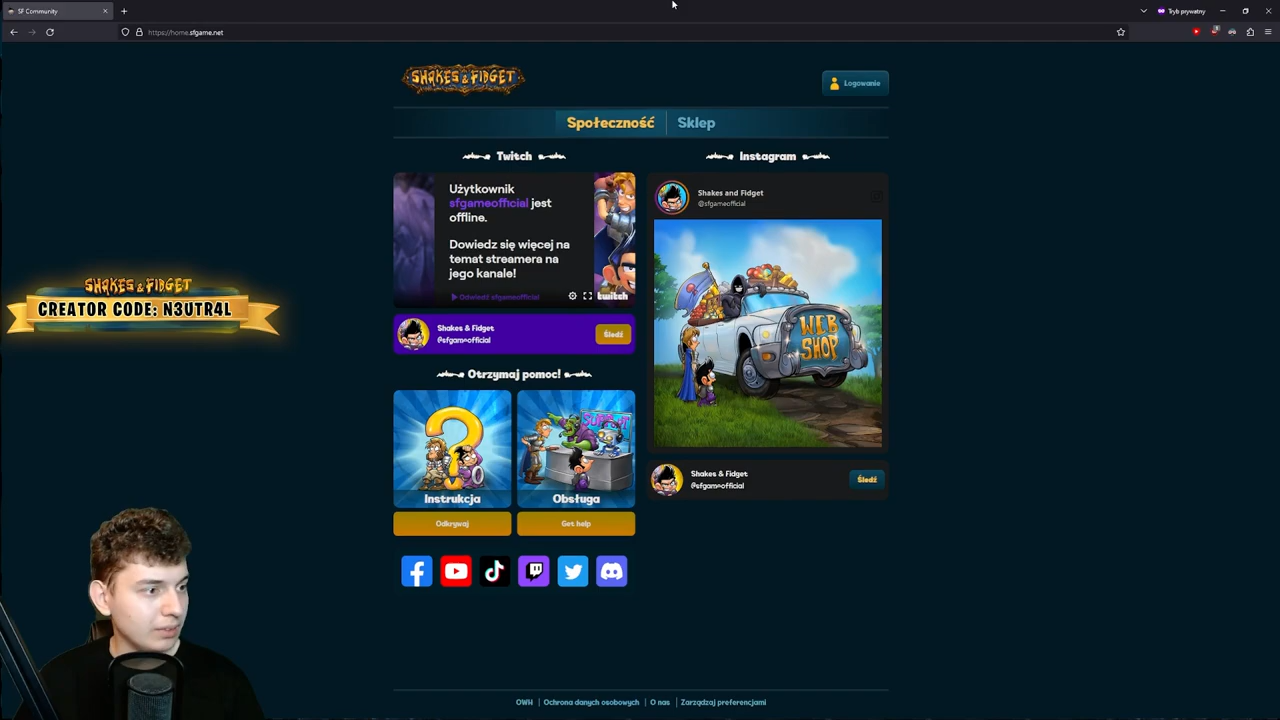 SF Community
Tryb prywatny
https://home.sfgame.net
SHAKES & FIDGET
Logowanie
Społeczność
Sklep
Twitch
Instagram
Użytkownik
sfgameofficial jest
offline.
Dowiedz się więcej na
temat streamera na
jego kanale!
Odwiedź sfgameofficial
twitch
Shakes and Fidget
@sfgameofficial
WEB
SHOP
SHAKES & FIDGET
CREATOR CODE: N3UTR4L
Shakes & Fidget
@sfgameofficial
Śledź
Otrzymaj pomoc!
SUPPORT
Instrukcja
Obsługa
Odkrywaj
Get help
Shakes & Fidget
@sfgameofficial
Śledź
OWH
Ochrona danych osobowych
O nas
Zarządzaj preferencjami